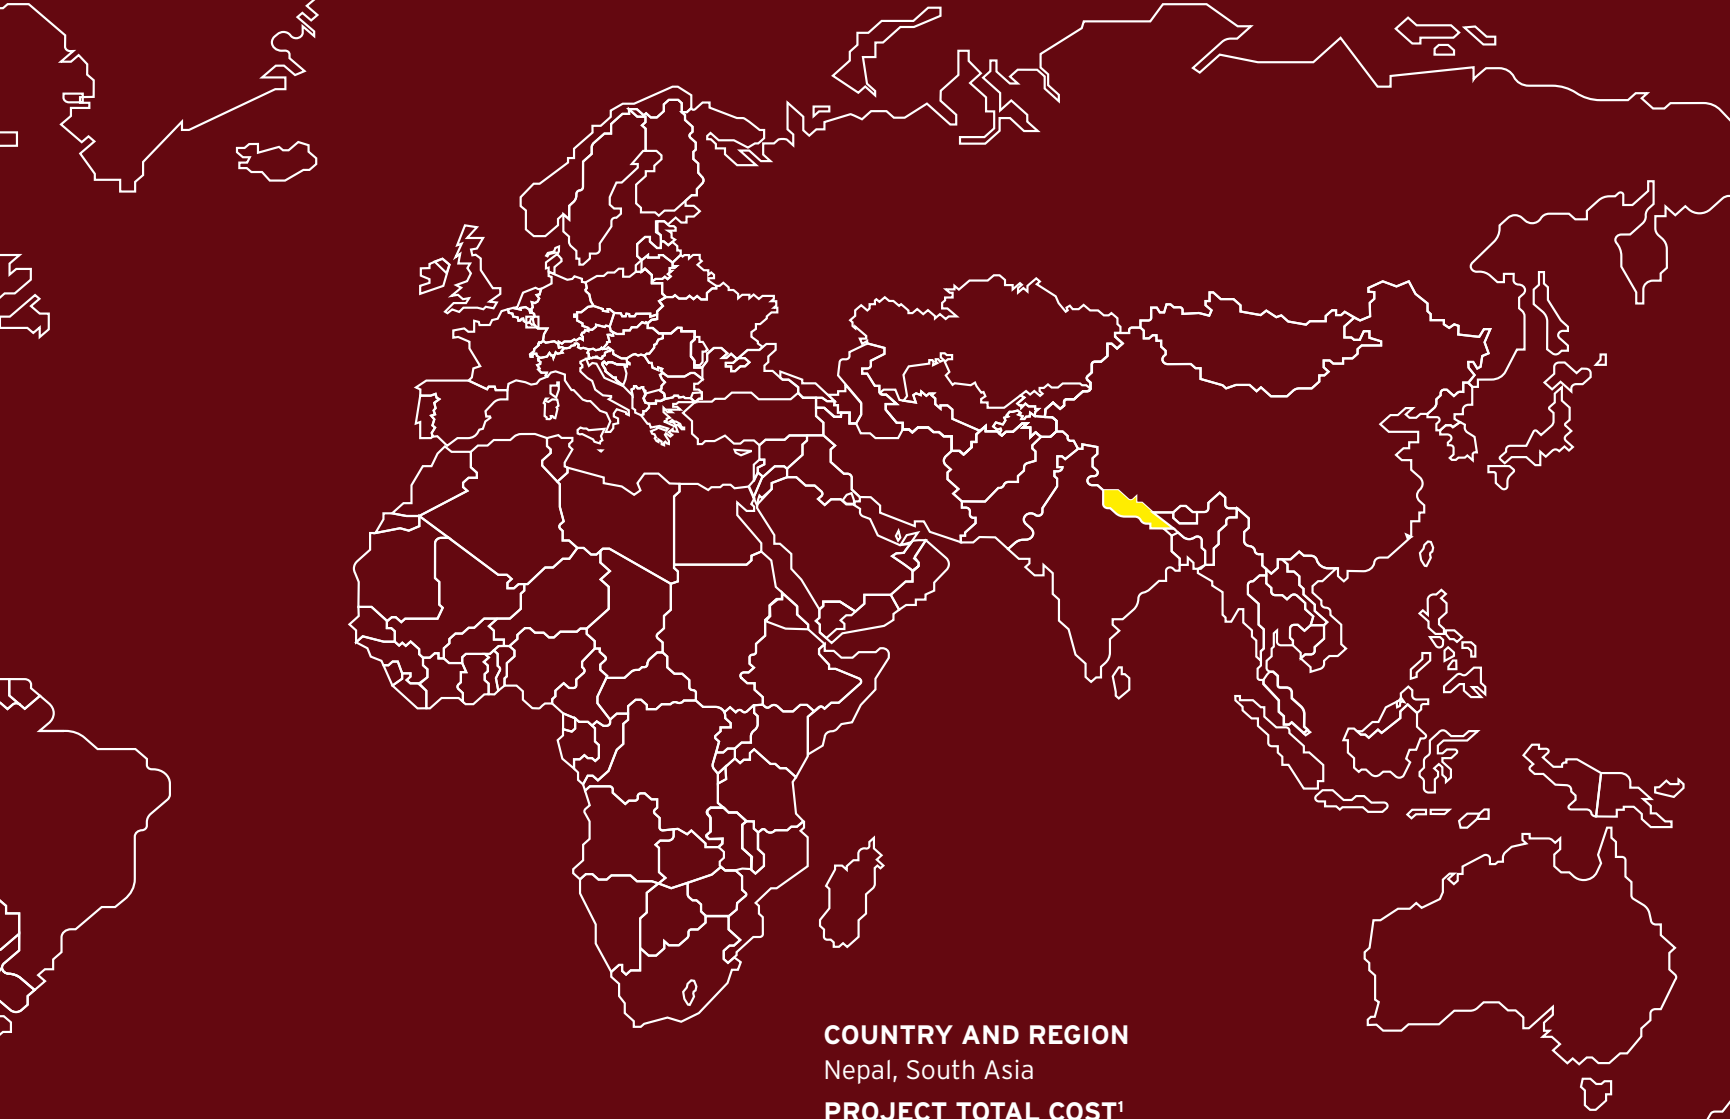 COUNTRY AND REGION
Nepal, South Asia
PROJECT TOTAL COST¹